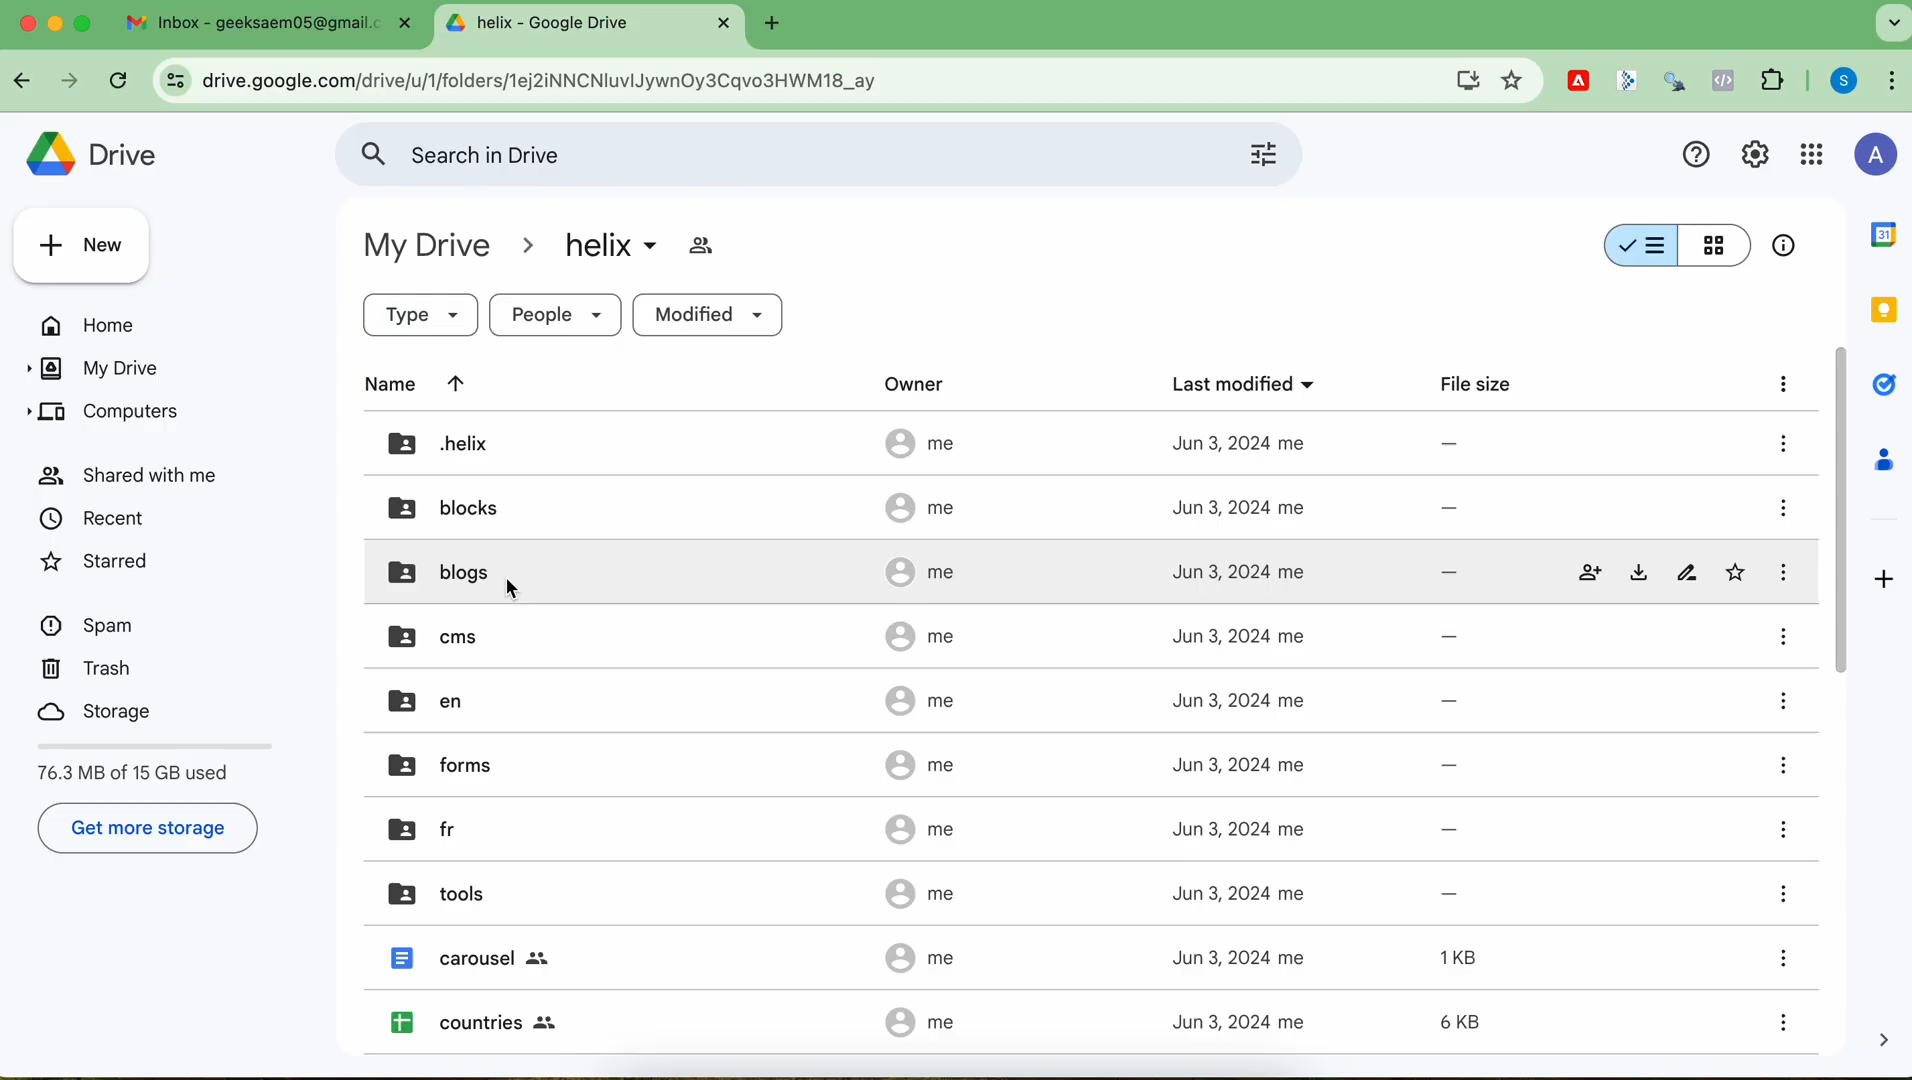 Inbox - geeksaem05@gmail.c
helix - Google Drive
drive.google.com/drive/u/1/folders/1ej2iNNCNluvlJywnOy3Cqvo3HWM18_ay
S
Drive
Search in Drive
A
New
Home
My Drive
Computers
Shared with me
Recent
Starred
Spam
Trash
Storage
76.3 MB of 15 GB used
Get more storage
My Drive > helix
Type People Modified
Name Owner Last modified File size
.helix me Jun 3, 2024 me —
blocks me Jun 3, 2024 me —
blogs me Jun 3, 2024 me —
cms me Jun 3, 2024 me —
en me Jun 3, 2024 me —
forms me Jun 3, 2024 me —
fr me Jun 3, 2024 me —
tools me Jun 3, 2024 me —
carousel me Jun 3, 2024 me 1 KB
countries me Jun 3, 2024 me 6 KB
31